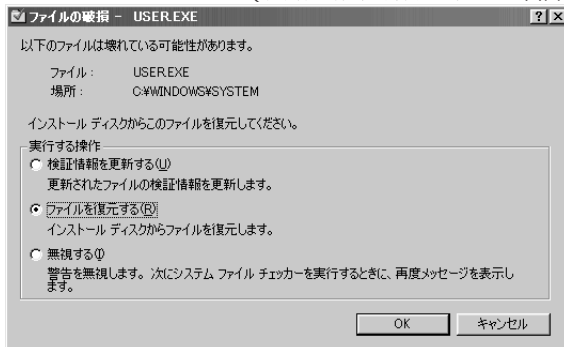 ファイルの破損 - USER.EXE
以下のファイルは壊れている可能性があります。
ファイル: USER.EXE
場所: C:¥WINDOWS¥SYSTEM
インストール ディスクからこのファイルを復元してください。
実行する操作
検証情報を更新する(U)
更新されたファイルの検証情報を更新します。
ファイルを復元する(R)
インストール ディスクからファイルを復元します。
無視する(I)
警告を無視します。次にシステム ファイル チェッカーを実行するときに、再度メッセージを表示し
ます。
OK キャンセル